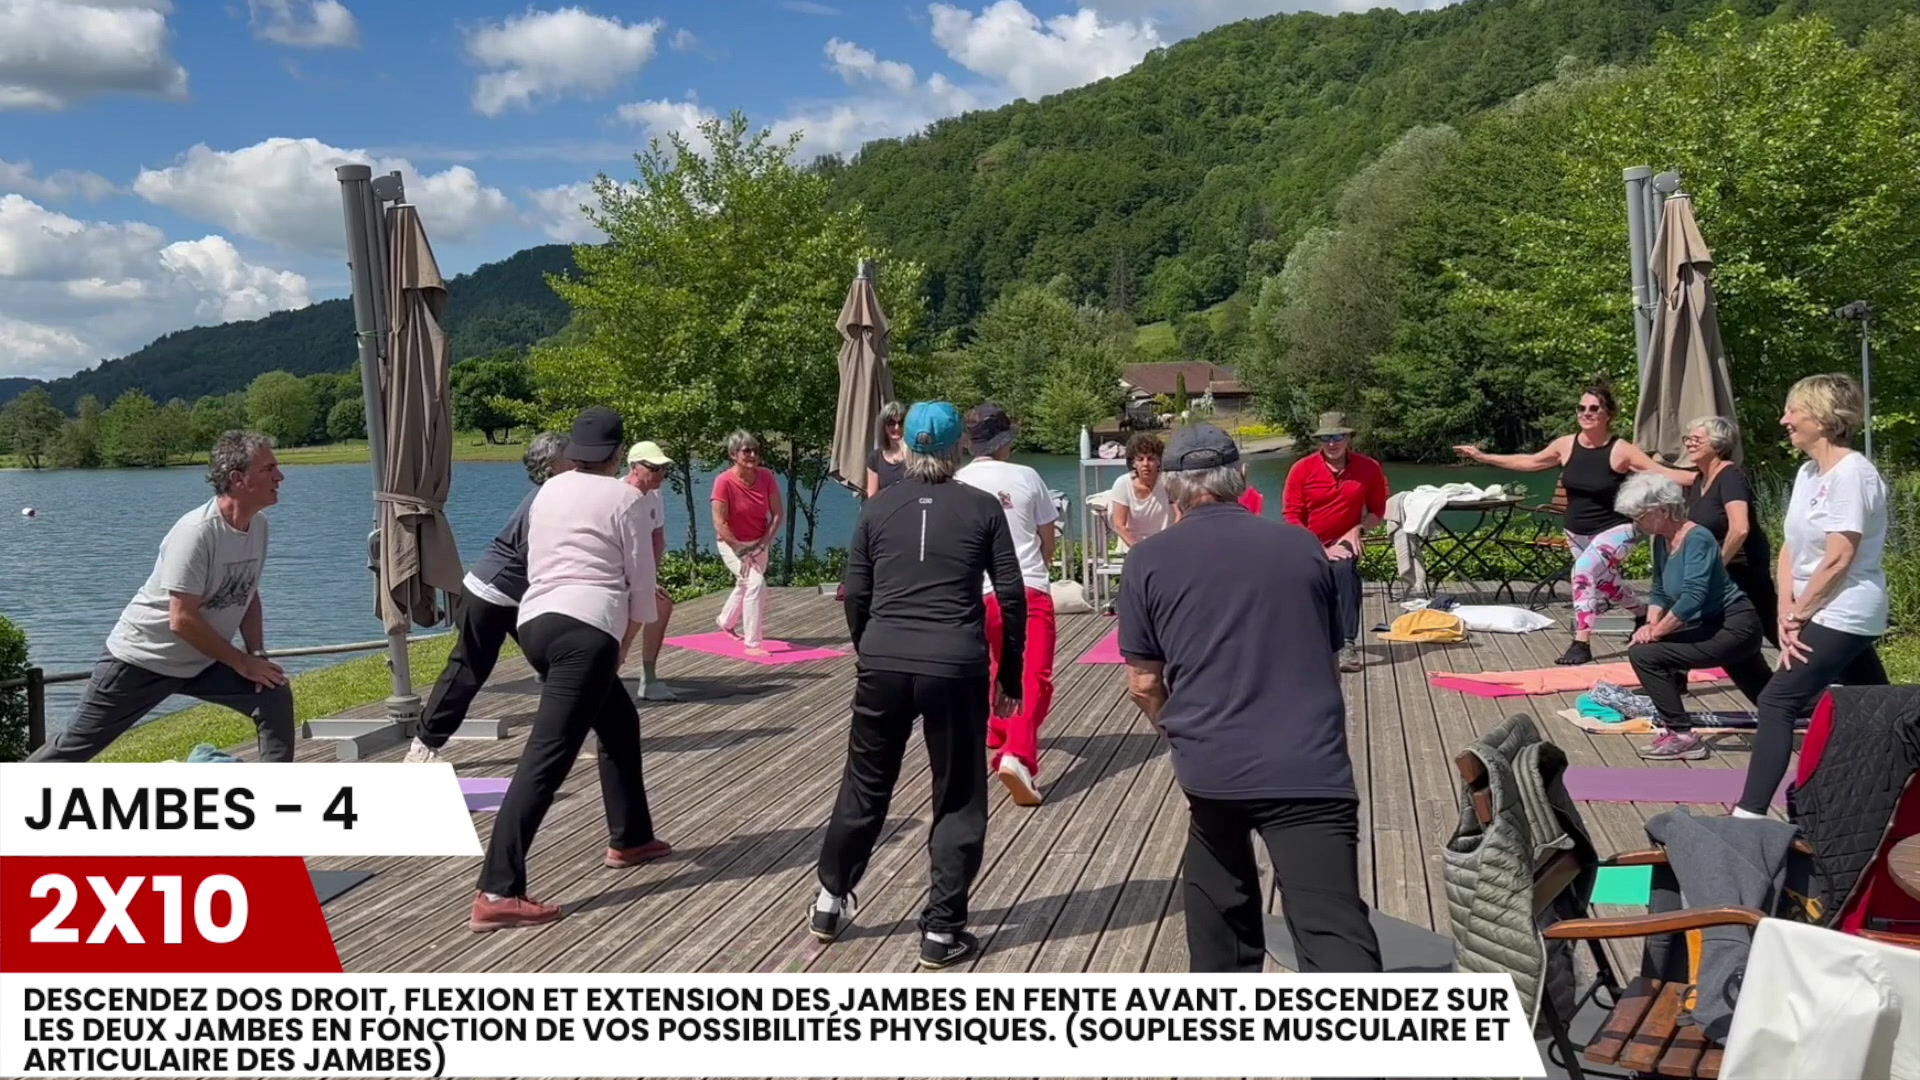 JAMBES - 4
2X10
DESCENDEZ DOS DROIT, FLEXION ET EXTENSION DES JAMBES EN FENTE AVANT. DESCENDEZ SUR
LES DEUX JAMBES EN FONCTION DE VOS POSSIBILITÉS PHYSIQUES. (SOUPLESSE MUSCULAIRE ET
ARTICULAIRE DES JAMBES)